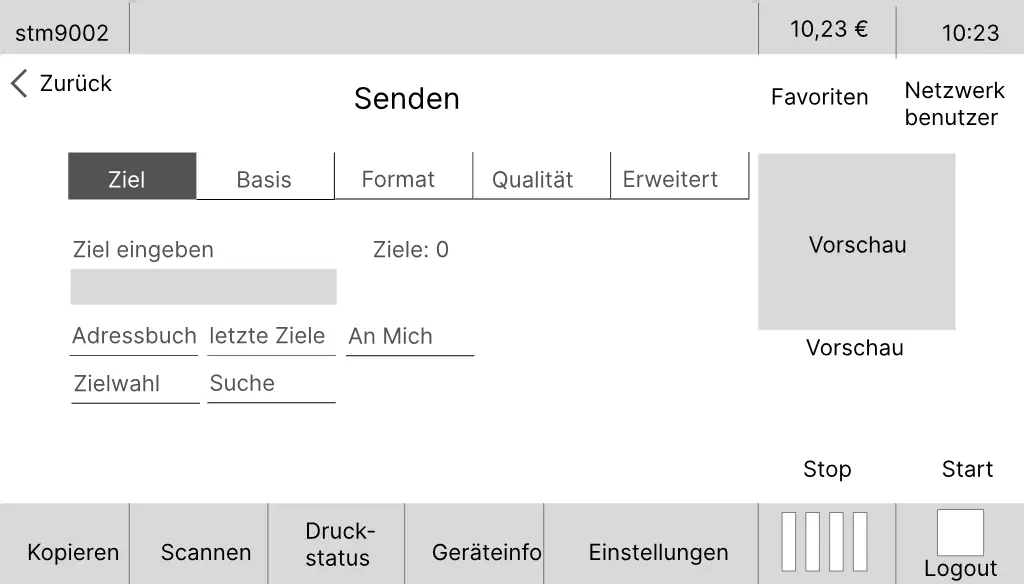 stm9002
10,23 €
10:23
Zurück
Senden
Favoriten
Netzwerk
benutzer
Ziel
Basis
Format
Qualität
Erweitert
Ziel eingeben
Ziele: 0
Vorschau
Adressbuch
letzte Ziele
An Mich
Vorschau
Zielwahl
Suche
Stop
Start
Kopieren
Scannen
Druck-
status
Geräteinfo
Einstellungen
Logout